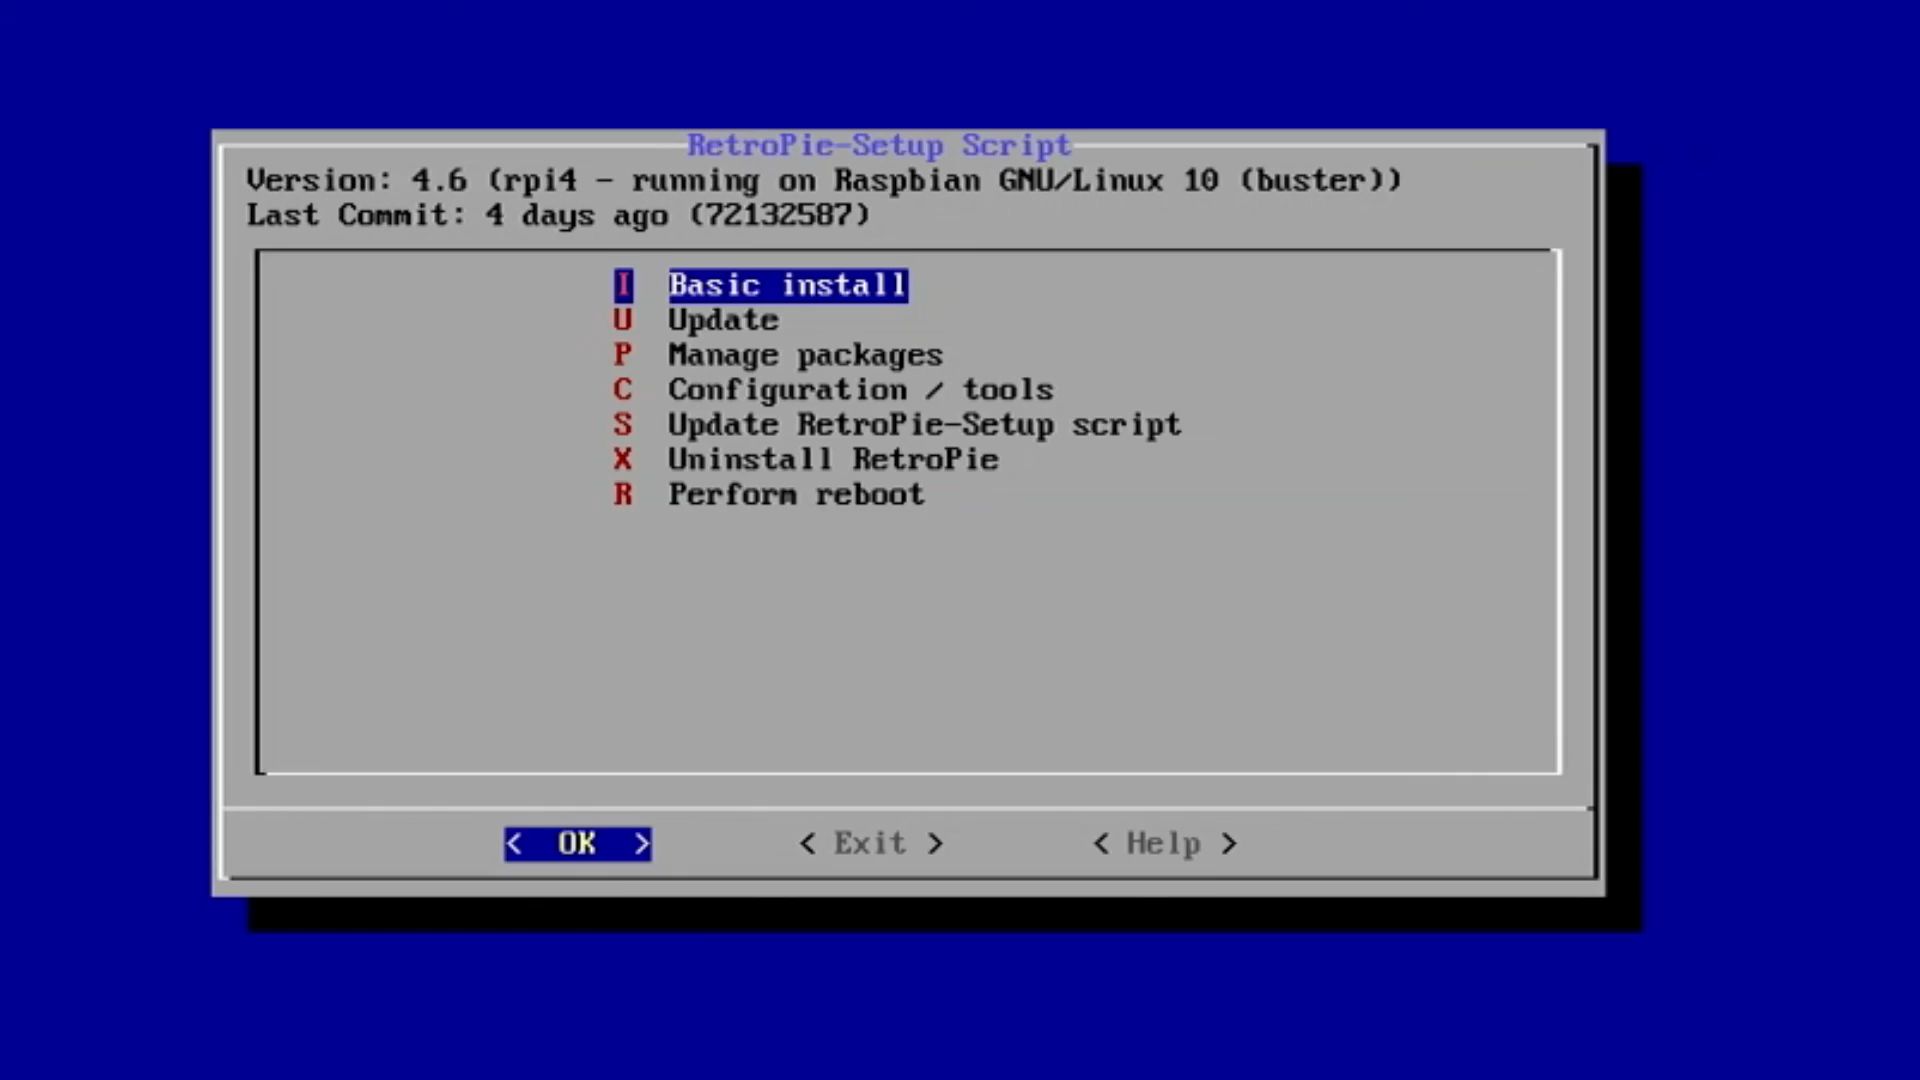 RetroPie-Setup Script
Version: 4.6 (rpi4 - running on Raspbian GNU/Linux 10 (buster))
Last Commit: 4 days ago (72132587)
I Basic install
U Update
P Manage packages
C Configuration / tools
S Update RetroPie-Setup script
X Uninstall RetroPie
R Perform reboot
< OK > < Exit > < Help >